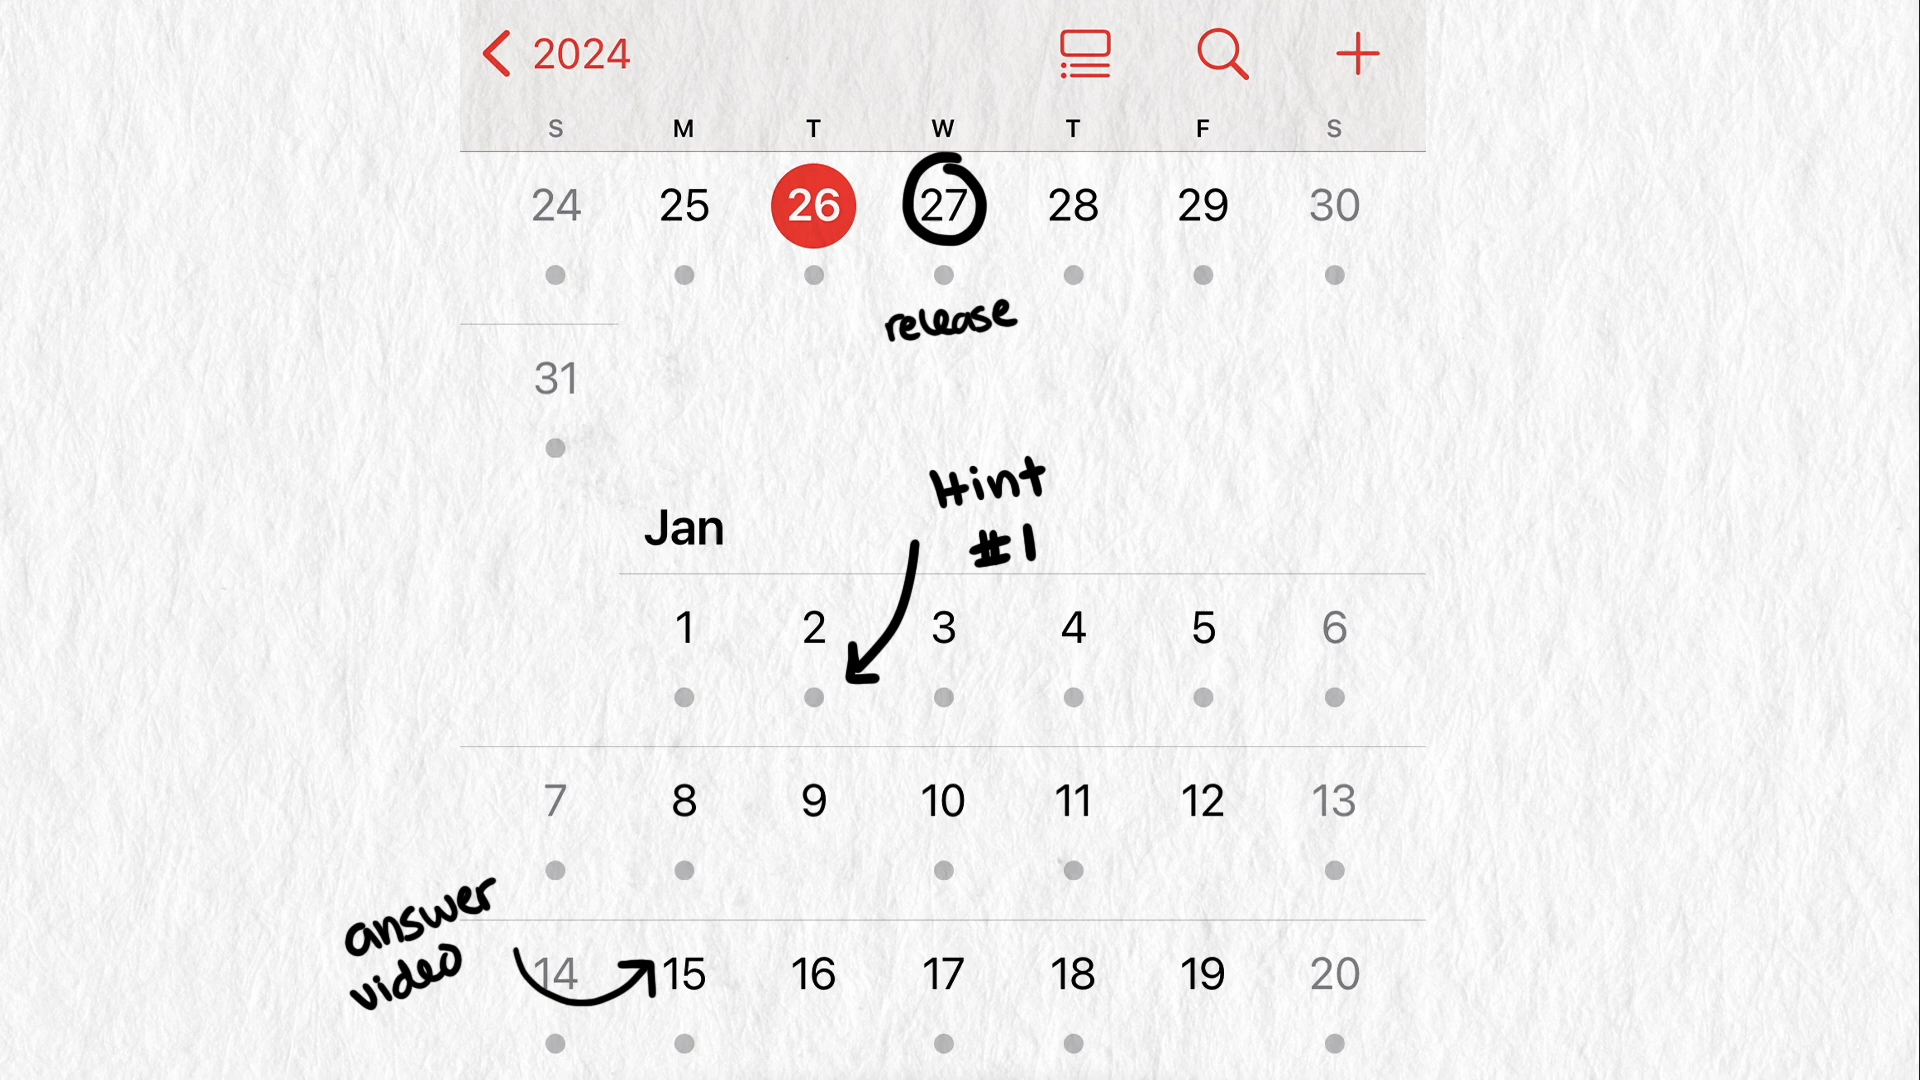 2024
S M T W T F S
24 25 26 27 28 29 30
release
31
Hint
#1
Jan
1 2 3 4 5 6
7 8 9 10 11 12 13
answer
video
14 15 16 17 18 19 20